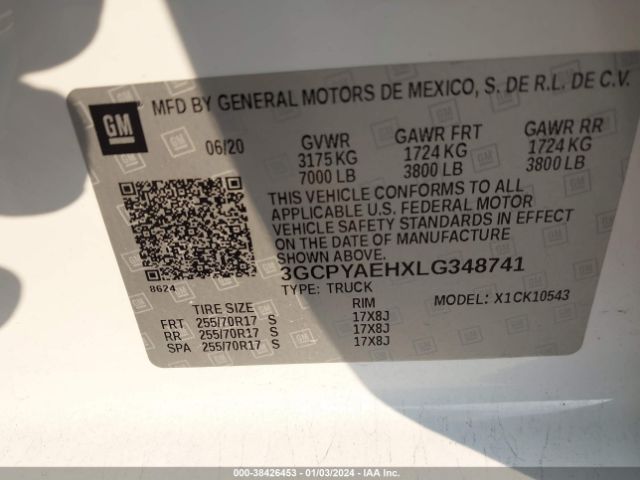 GM
MFD BY GENERAL MOTORS DE MEXICO, S. DE R.L. DE C.V.
06/20 GVWR GAWR FRT GAWR RR
3175 KG 1724 KG 1724 KG
7000 LB 3800 LB 3800 LB
THIS VEHICLE CONFORMS TO ALL
APPLICABLE U.S. FEDERAL MOTOR
VEHICLE SAFETY STANDARDS IN EFFECT
ON THE DATE OF MANUFACTURE
SHOWN ABOVE.
3GCPYAEHXLG348741
8624 TYPE: TRUCK MODEL: X1CK10543
TIRE SIZE RIM
FRT 255/70R17 S 17X8J
RR 255/70R17 S 17X8J
SPA 255/70R17 S 17X8J
000-38426453 - 01/03/2024 - IAA Inc.